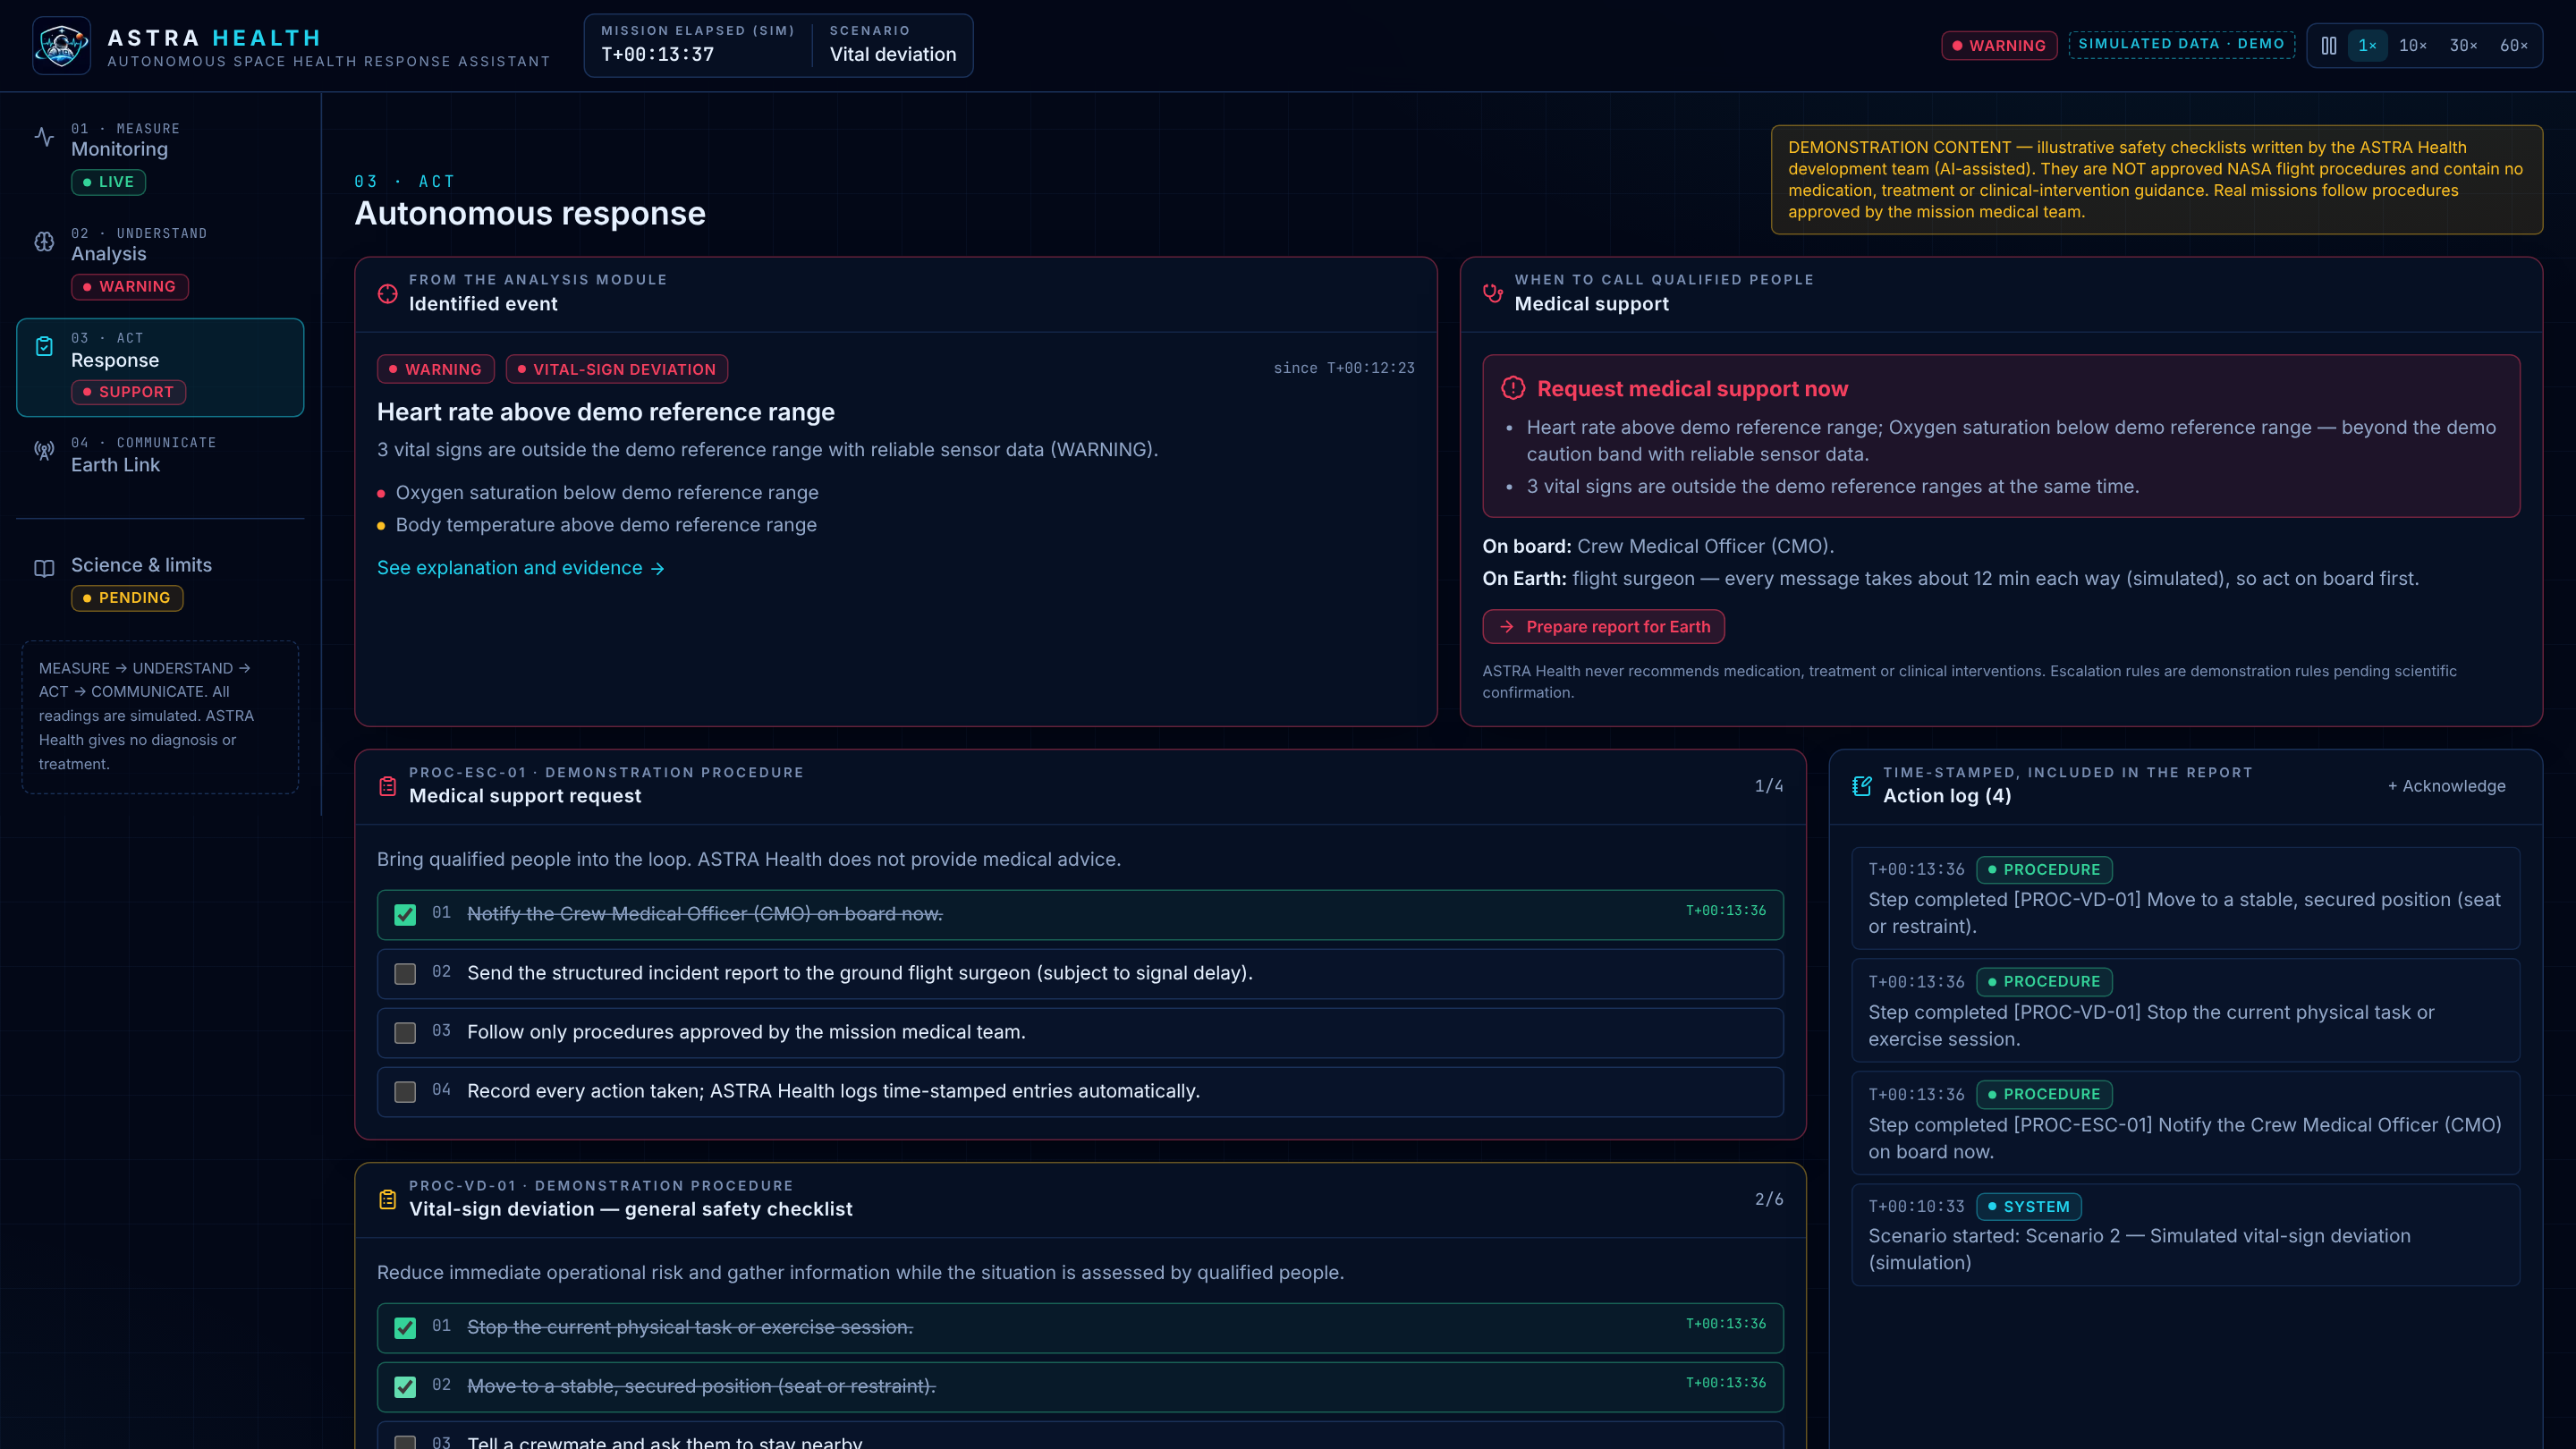 ASTRA HEALTH
AUTONOMOUS SPACE HEALTH RESPONSE ASSISTANT
MISSION ELAPSED (SIM)
T+00:13:37
SCENARIO
Vital deviation
WARNING
SIMULATED DATA · DEMO
1×
10×
30×
60×
01 · MEASURE
Monitoring
LIVE
02 · UNDERSTAND
Analysis
WARNING
03 · ACT
Response
SUPPORT
04 · COMMUNICATE
Earth Link
Science & limits
PENDING
MEASURE → UNDERSTAND →
ACT → COMMUNICATE. All
readings are simulated. ASTRA
Health gives no diagnosis or
treatment.
03 · ACT
Autonomous response
DEMONSTRATION CONTENT — illustrative safety checklists written by the ASTRA Health
development team (AI-assisted). They are NOT approved NASA flight procedures and contain no
medication, treatment or clinical-intervention guidance. Real missions follow procedures
approved by the mission medical team.
FROM THE ANALYSIS MODULE
Identified event
WARNING
VITAL-SIGN DEVIATION
since T+00:12:23
Heart rate above demo reference range
3 vital signs are outside the demo reference range with reliable sensor data (WARNING).
Oxygen saturation below demo reference range
Body temperature above demo reference range
See explanation and evidence →
WHEN TO CALL QUALIFIED PEOPLE
Medical support
Request medical support now
• Heart rate above demo reference range; Oxygen saturation below demo reference range — beyond the demo
caution band with reliable sensor data.
• 3 vital signs are outside the demo reference ranges at the same time.
On board: Crew Medical Officer (CMO).
On Earth: flight surgeon — every message takes about 12 min each way (simulated), so act on board first.
→ Prepare report for Earth
ASTRA Health never recommends medication, treatment or clinical interventions. Escalation rules are demonstration rules pending scientific
confirmation.
PROC-ESC-01 · DEMONSTRATION PROCEDURE
Medical support request
1/4
Bring qualified people into the loop. ASTRA Health does not provide medical advice.
01 Notify the Crew Medical Officer (CMO) on board now. T+00:13:36
02 Send the structured incident report to the ground flight surgeon (subject to signal delay).
03 Follow only procedures approved by the mission medical team.
04 Record every action taken; ASTRA Health logs time-stamped entries automatically.
PROC-VD-01 · DEMONSTRATION PROCEDURE
Vital-sign deviation — general safety checklist
2/6
Reduce immediate operational risk and gather information while the situation is assessed by qualified people.
01 Stop the current physical task or exercise session. T+00:13:36
02 Move to a stable, secured position (seat or restraint). T+00:13:36
03 Tell a crewmate and ask them to stay nearby
TIME-STAMPED, INCLUDED IN THE REPORT
Action log (4)
+ Acknowledge
T+00:13:36 PROCEDURE
Step completed [PROC-VD-01] Move to a stable, secured position (seat
or restraint).
T+00:13:36 PROCEDURE
Step completed [PROC-VD-01] Stop the current physical task or
exercise session.
T+00:13:36 PROCEDURE
Step completed [PROC-ESC-01] Notify the Crew Medical Officer (CMO)
on board now.
T+00:10:33 SYSTEM
Scenario started: Scenario 2 — Simulated vital-sign deviation
(simulation)